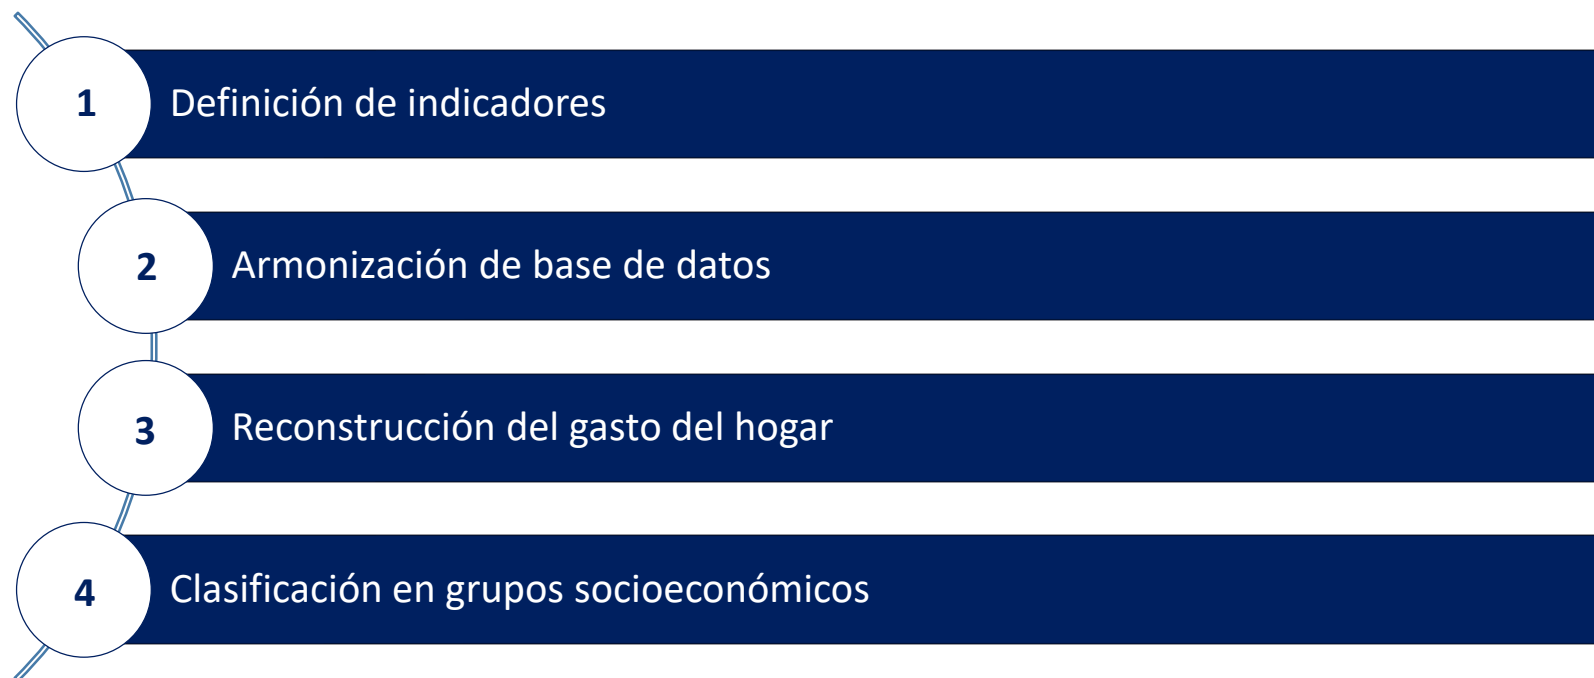 1 Definición de indicadores
2 Armonización de base de datos
3 Reconstrucción del gasto del hogar
4 Clasificación en grupos socioeconómicos